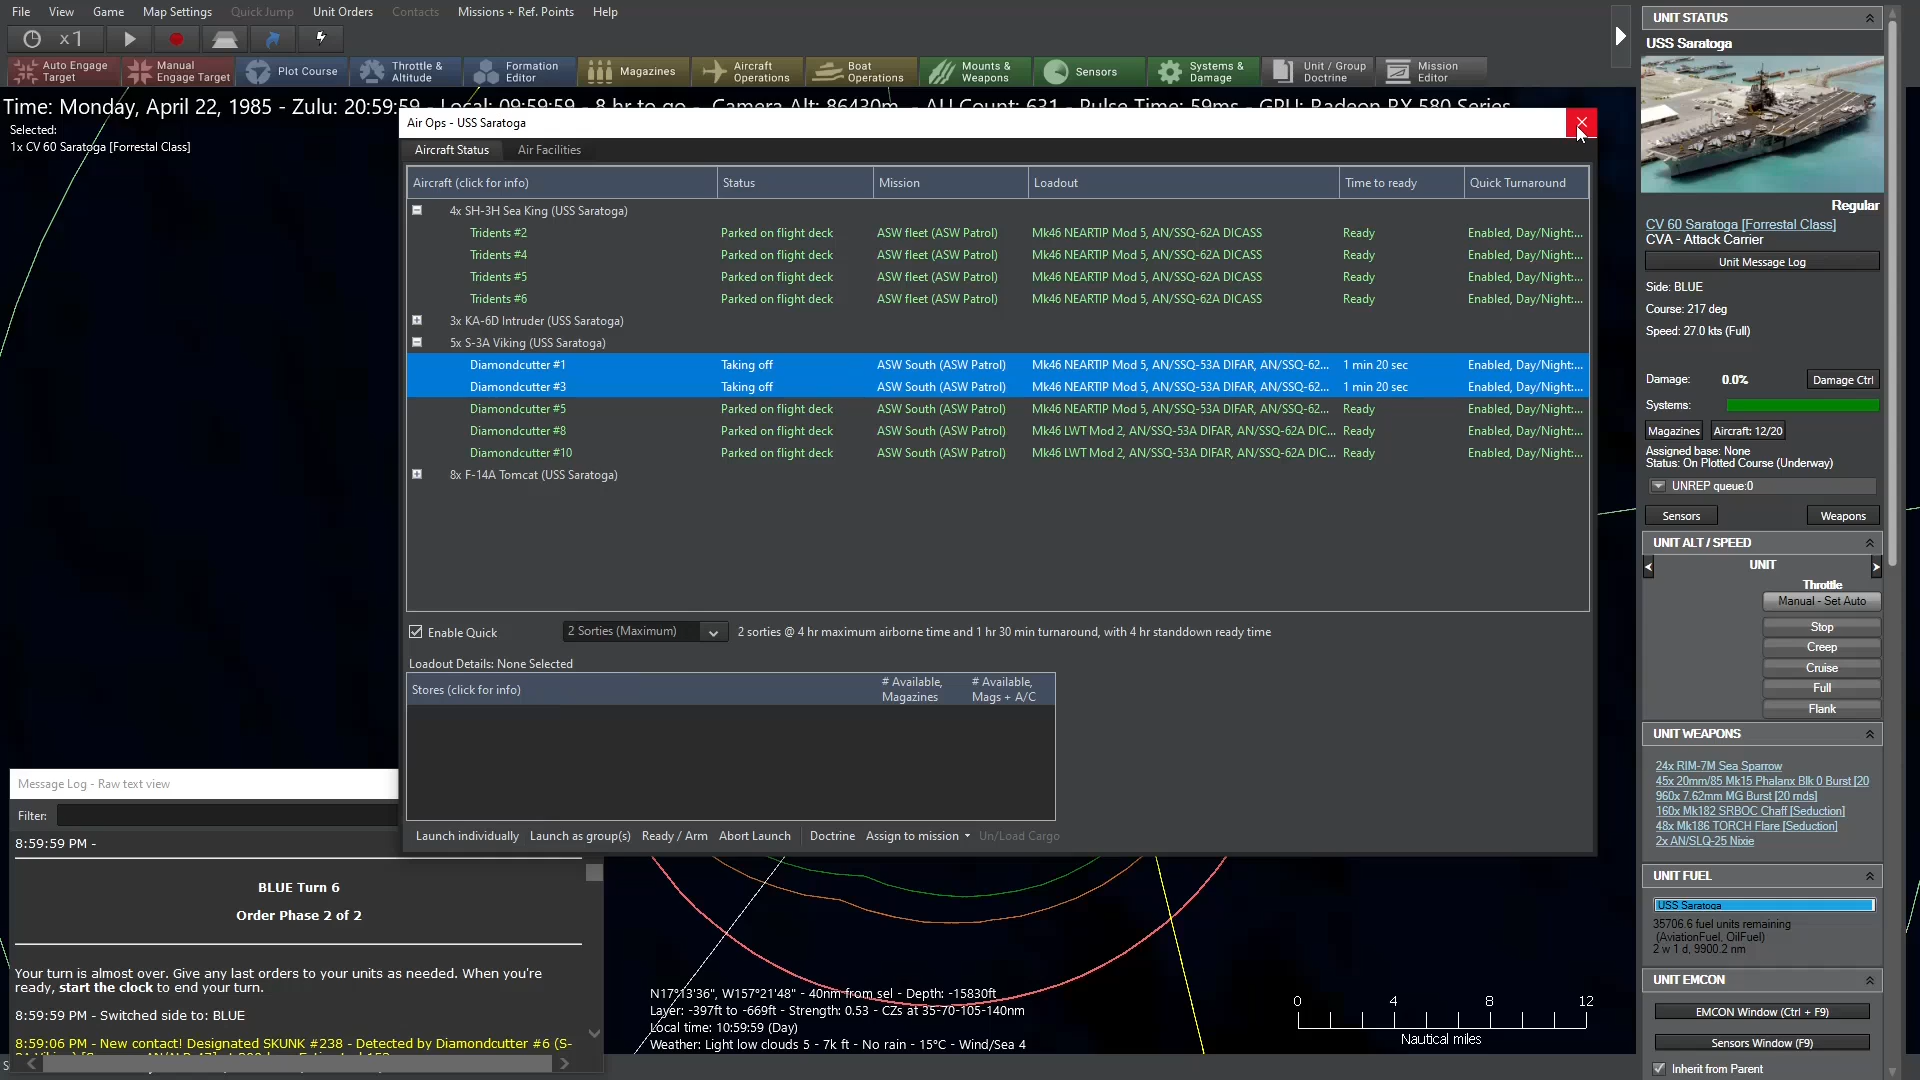 File View Game Map Settings Quick Jump Unit Orders Contacts Missions + Ref. Points Help
x1
Auto Engage Target
Manual Engage Target
Plot Course
Throttle & Altitude
Formation Editor
Magazines
Aircraft Operations
Boat Operations
Mounts & Weapons
Sensors
Systems & Damage
Unit / Group Doctrine
Mission Editor
Time: Monday, April 22, 1985 - Zulu: 20:59:59 - Local: 09:59:59 - 8 hr to go - Camera Alt: 86430m - AU Count: 631 - Pulse Time: 59ms - GPU: Radeon RX 580 Series
Selected:
1x CV 60 Saratoga [Forrestal Class]
Air Ops - USS Saratoga
Aircraft Status Air Facilities
Aircraft (click for info) Status Mission Loadout Time to ready Quick Turnaround
4x SH-3H Sea King (USS Saratoga)
Tridents #2 Parked on flight deck ASW fleet (ASW Patrol) Mk46 NEARTIP Mod 5, AN/SSQ-62A DICASS Ready Enabled, Day/Night:...
Tridents #4 Parked on flight deck ASW fleet (ASW Patrol) Mk46 NEARTIP Mod 5, AN/SSQ-62A DICASS Ready Enabled, Day/Night:...
Tridents #5 Parked on flight deck ASW fleet (ASW Patrol) Mk46 NEARTIP Mod 5, AN/SSQ-62A DICASS Ready Enabled, Day/Night:...
Tridents #6 Parked on flight deck ASW fleet (ASW Patrol) Mk46 NEARTIP Mod 5, AN/SSQ-62A DICASS Ready Enabled, Day/Night:...
3x KA-6D Intruder (USS Saratoga)
5x S-3A Viking (USS Saratoga)
Diamondcutter #1 Taking off ASW South (ASW Patrol) Mk46 NEARTIP Mod 5, AN/SSQ-53A DIFAR, AN/SSQ-62... 1 min 20 sec Enabled, Day/Night:...
Diamondcutter #3 Taking off ASW South (ASW Patrol) Mk46 NEARTIP Mod 5, AN/SSQ-53A DIFAR, AN/SSQ-62... 1 min 20 sec Enabled, Day/Night:...
Diamondcutter #5 Parked on flight deck ASW South (ASW Patrol) Mk46 NEARTIP Mod 5, AN/SSQ-53A DIFAR, AN/SSQ-62... Ready Enabled, Day/Night:...
Diamondcutter #8 Parked on flight deck ASW South (ASW Patrol) Mk46 LWT Mod 2, AN/SSQ-53A DIFAR, AN/SSQ-62A DIC... Ready Enabled, Day/Night:...
Diamondcutter #10 Parked on flight deck ASW South (ASW Patrol) Mk46 LWT Mod 2, AN/SSQ-53A DIFAR, AN/SSQ-62A DIC... Ready Enabled, Day/Night:...
8x F-14A Tomcat (USS Saratoga)
Enable Quick 2 Sorties (Maximum) 2 sorties @ 4 hr maximum airborne time and 1 hr 30 min turnaround, with 4 hr standdown ready time
Loadout Details: None Selected
Stores (click for info) # Available, Magazines # Available, Mags + A/C
Launch individually Launch as group(s) Ready / Arm Abort Launch Doctrine Assign to mission Un/Load Cargo
Message Log - Raw text view
Filter:
8:59:59 PM -
BLUE Turn 6
Order Phase 2 of 2
Your turn is almost over. Give any last orders to your units as needed. When you're
ready, start the clock to end your turn.
8:59:59 PM - Switched side to: BLUE
8:59:06 PM - New contact! Designated SKUNK #238 - Detected by Diamondcutter #6 (S-
N17°13'36", W157°21'48" - 40nm from sel - Depth: -15830ft
Layer: -397ft to -669ft - Strength: 0.53 - CZs at 35-70-105-140nm
Local time: 10:59:59 (Day)
Weather: Light low clouds 5 - 7k ft - No rain - 15°C - Wind/Sea 4
0 4 8 12
Nautical miles
UNIT STATUS
USS Saratoga
Regular
CV 60 Saratoga [Forrestal Class]
CVA - Attack Carrier
Unit Message Log
Side: BLUE
Course: 217 deg
Speed: 27.0 kts (Full)
Damage: 0.0% Damage Ctrl
Systems:
Magazines Aircraft: 12/20
Assigned base: None
Status: On Plotted Course (Underway)
UNREP queue:0
Sensors Weapons
UNIT ALT / SPEED
UNIT
Throttle
Manual - Set Auto
Stop
Creep
Cruise
Full
Flank
UNIT WEAPONS
24x RIM-7M Sea Sparrow
45x 20mm/85 Mk15 Phalanx Blk 0 Burst [20
960x 7.62mm MG Burst [20 rnds]
160x Mk182 SRBOC Chaff [Seduction]
48x Mk186 TORCH Flare [Seduction]
2x AN/SLQ-25 Nixie
UNIT FUEL
USS Saratoga
35706.6 fuel units remaining
(AviationFuel, OilFuel)
2 w 1 d, 9900.2 nm
UNIT EMCON
EMCON Window (Ctrl + F9)
Sensors Window (F9)
Inherit from Parent